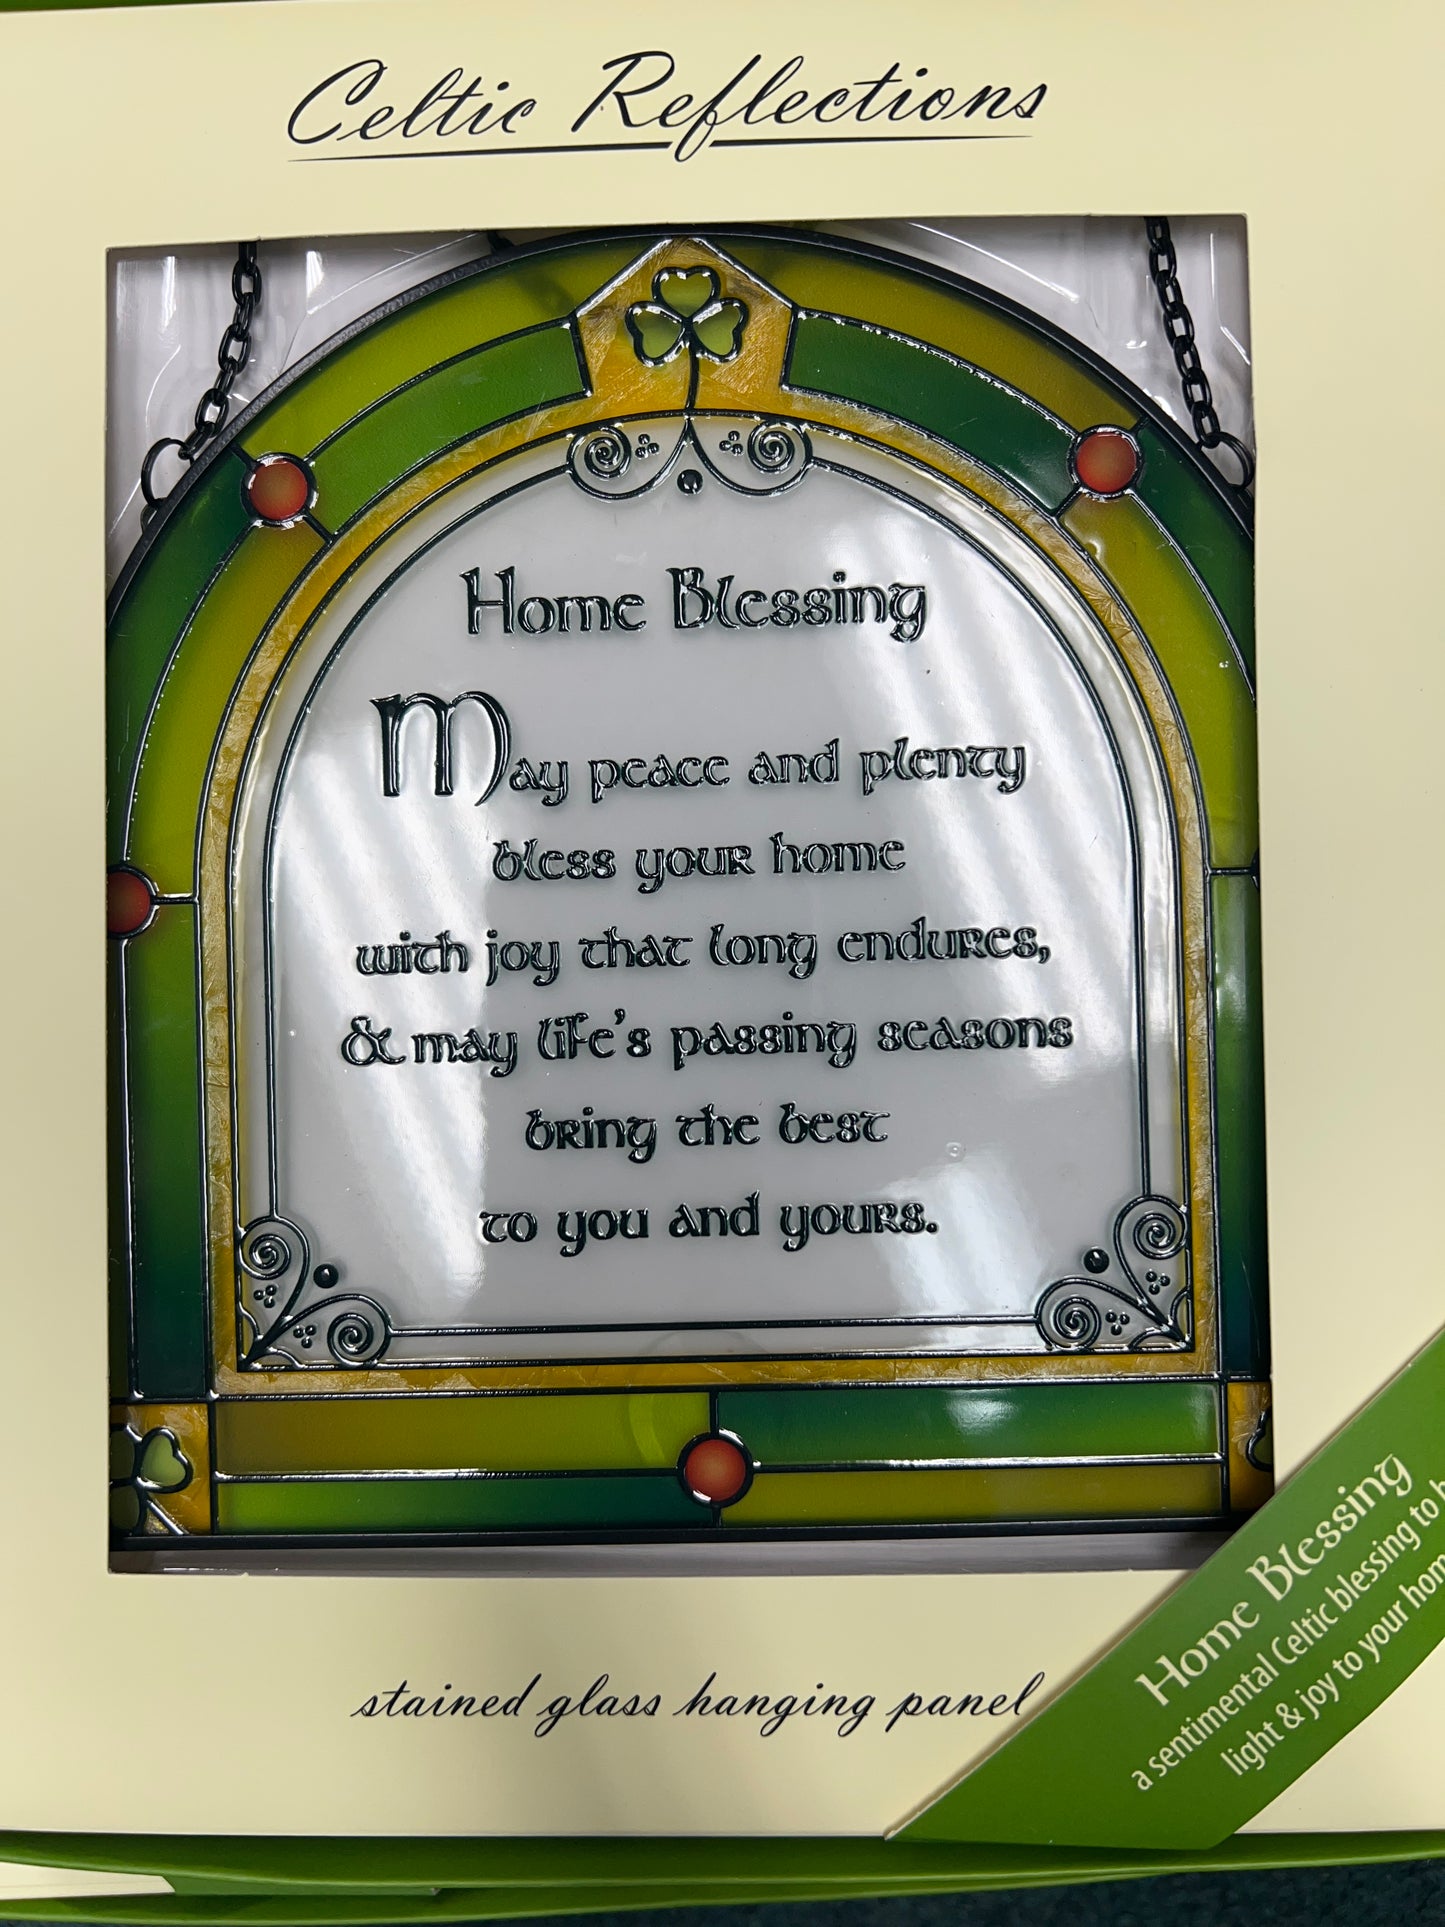 Celtic Reflections
Home Blessing
May peace and plenty
bless your home
with joy that long endures,
& may life's passing seasons
bring the best
to you and yours.
stained glass hanging panel
Home Blessing
a sentimental Celtic blessing to
light & joy to your